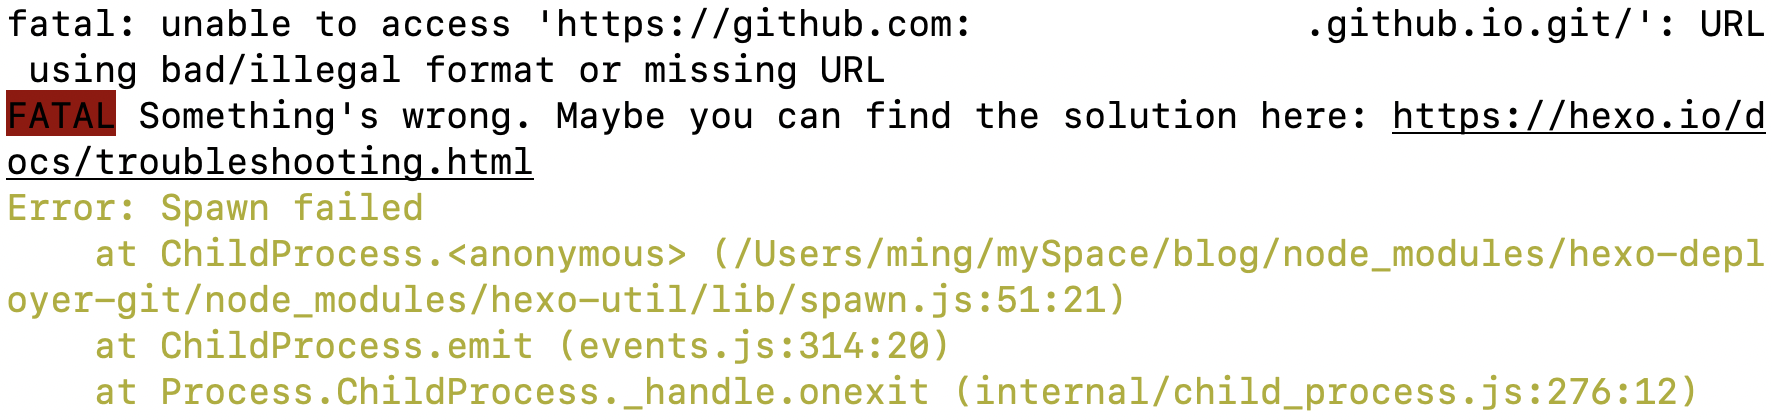 fatal: unable to access 'https://github.com: .github.io.git/': URL
using bad/illegal format or missing URL
FATAL Something's wrong. Maybe you can find the solution here: https://hexo.io/d
ocs/troubleshooting.html
Error: Spawn failed
at ChildProcess.<anonymous> (/Users/ming/mySpace/blog/node_modules/hexo-depl
oyer-git/node_modules/hexo-util/lib/spawn.js:51:21)
at ChildProcess.emit (events.js:314:20)
at Process.ChildProcess._handle.onexit (internal/child_process.js:276:12)